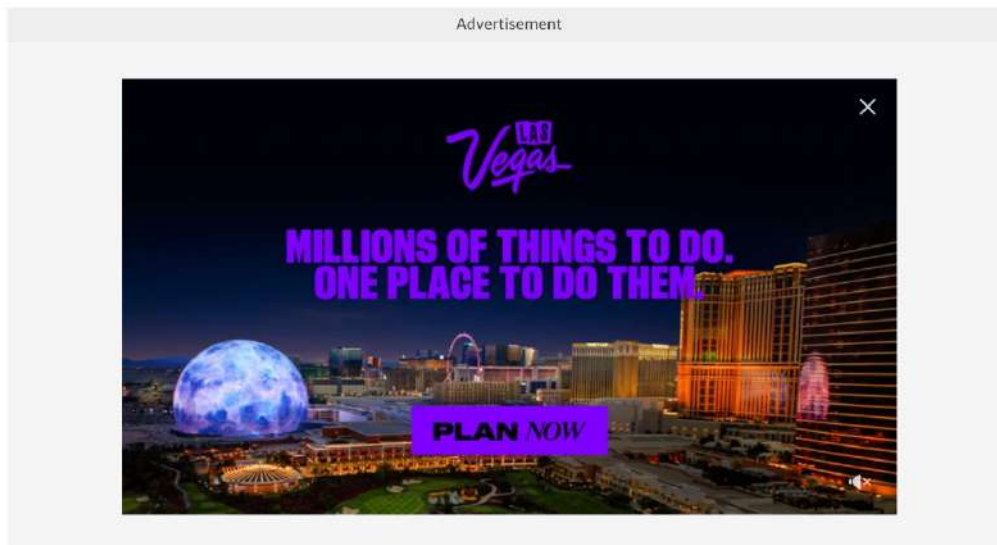 Advertisement
LAS
Vegas
MILLIONS OF THINGS TO DO.
ONE PLACE TO DO THEM.
PLAN NOW